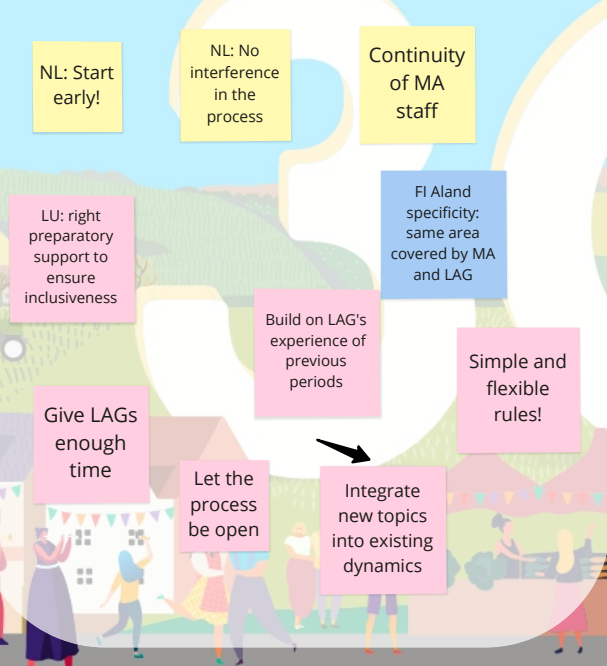 NL: Start
early!
NL: No
interference
in the
process
Continuity
of MA
staff
LU: right
preparatory
support to
ensure
inclusiveness
FI Aland
specificity:
same area
covered by MA
and LAG
Build on LAG's
experience of
previous
periods
Simple and
flexible
rules!
Give LAGs
enough
time
Let the
process
be open
Integrate
new topics
into existing
dynamics